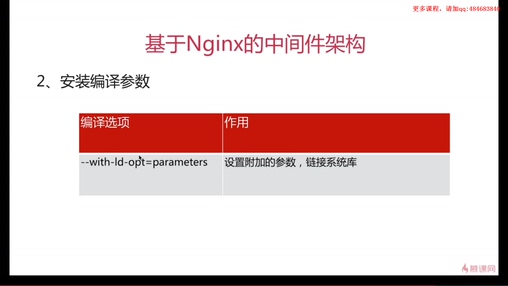 更多课程，请加qq:484683840
基于Nginx的中间件架构
2、安装编译参数
编译选项 作用
--with-ld-opt=parameters 设置附加的参数，链接系统库
慕课网